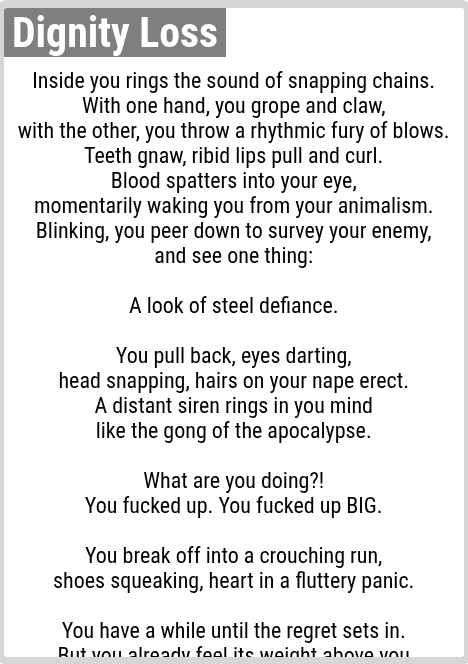 Dignity Loss
Inside you rings the sound of snapping chains.
With one hand, you grope and claw,
with the other, you throw a rhythmic fury of blows.
Teeth gnaw, ribid lips pull and curl.
Blood spatters into your eye,
momentarily waking you from your animalism.
Blinking, you peer down to survey your enemy,
and see one thing:
A look of steel defiance.
You pull back, eyes darting,
head snapping, hairs on your nape erect.
A distant siren rings in you mind
like the gong of the apocalypse.
What are you doing?!
You fucked up. You fucked up BIG.
You break off into a crouching run,
shoes squeaking, heart in a fluttery panic.
You have a while until the regret sets in.
But you already feel its weight above you